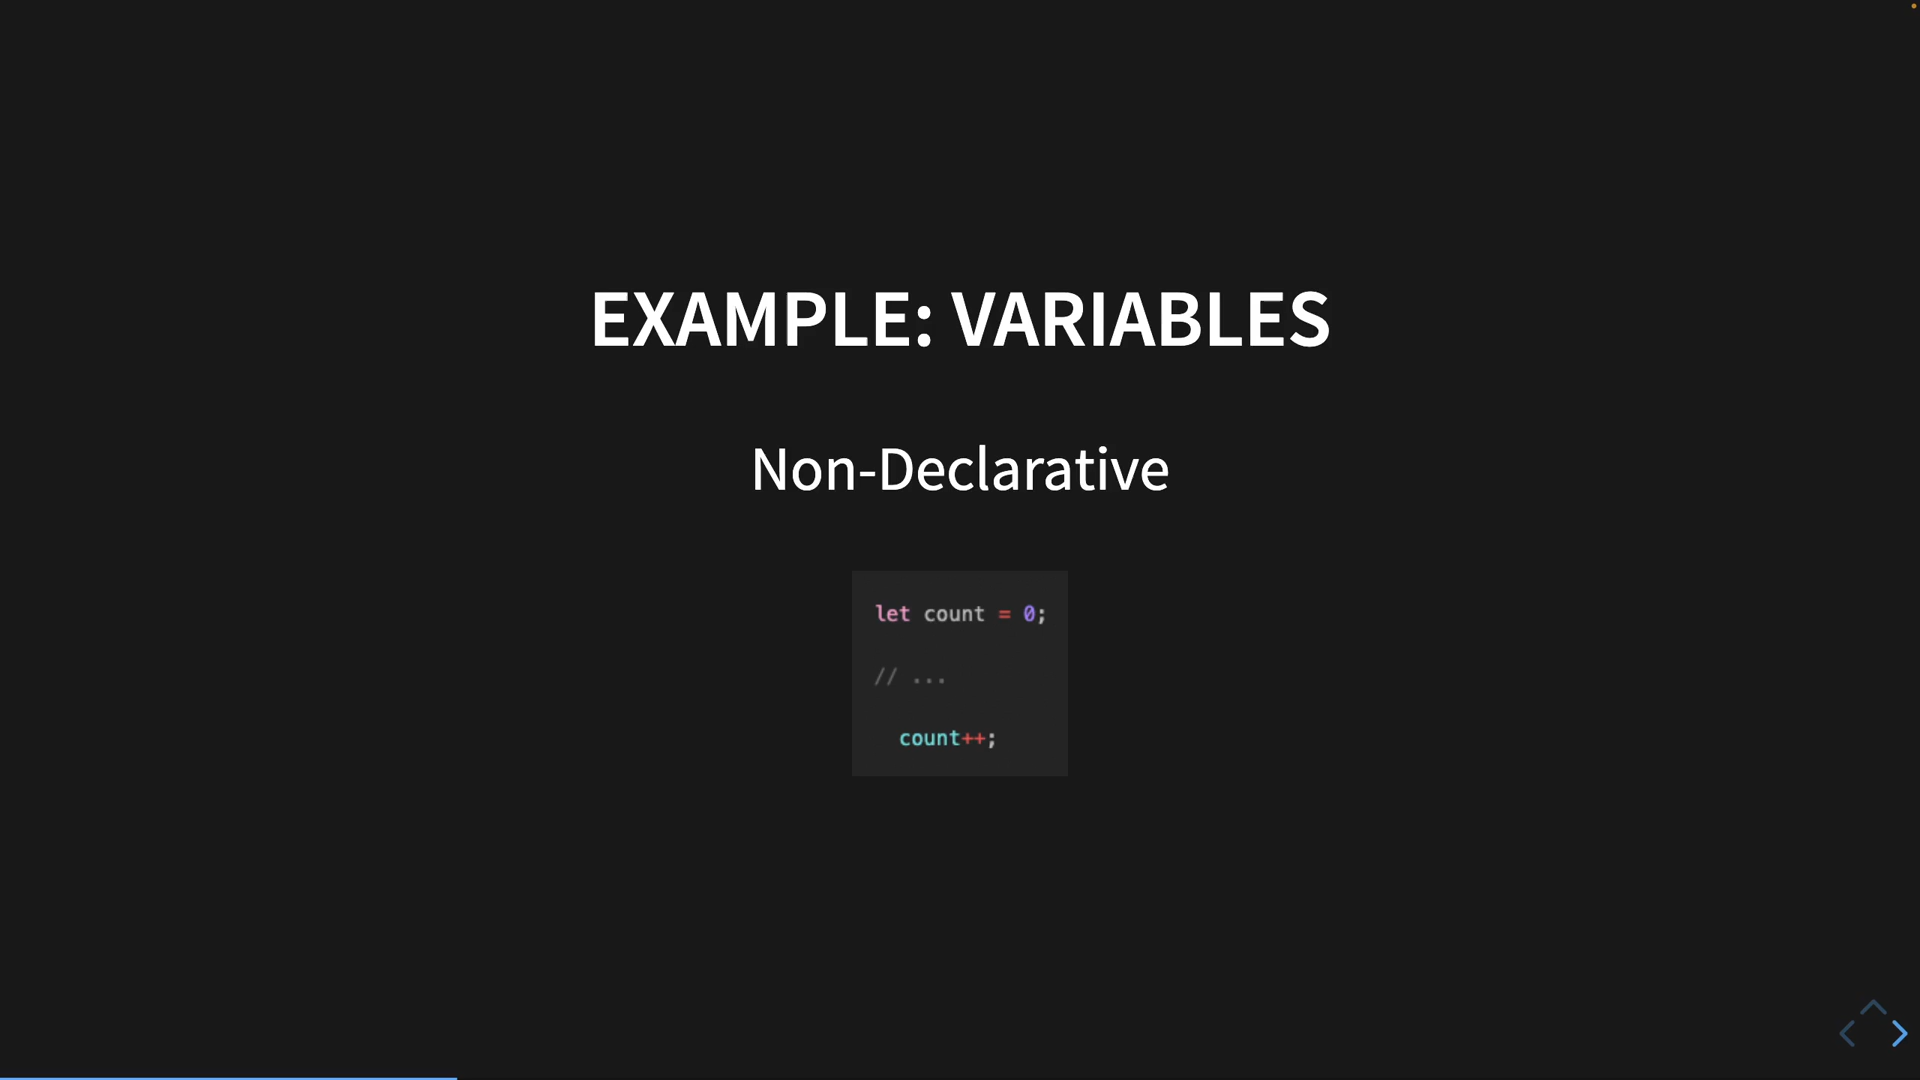 EXAMPLE: VARIABLES
Non-Declarative
let count = 0;
// ...
count++;